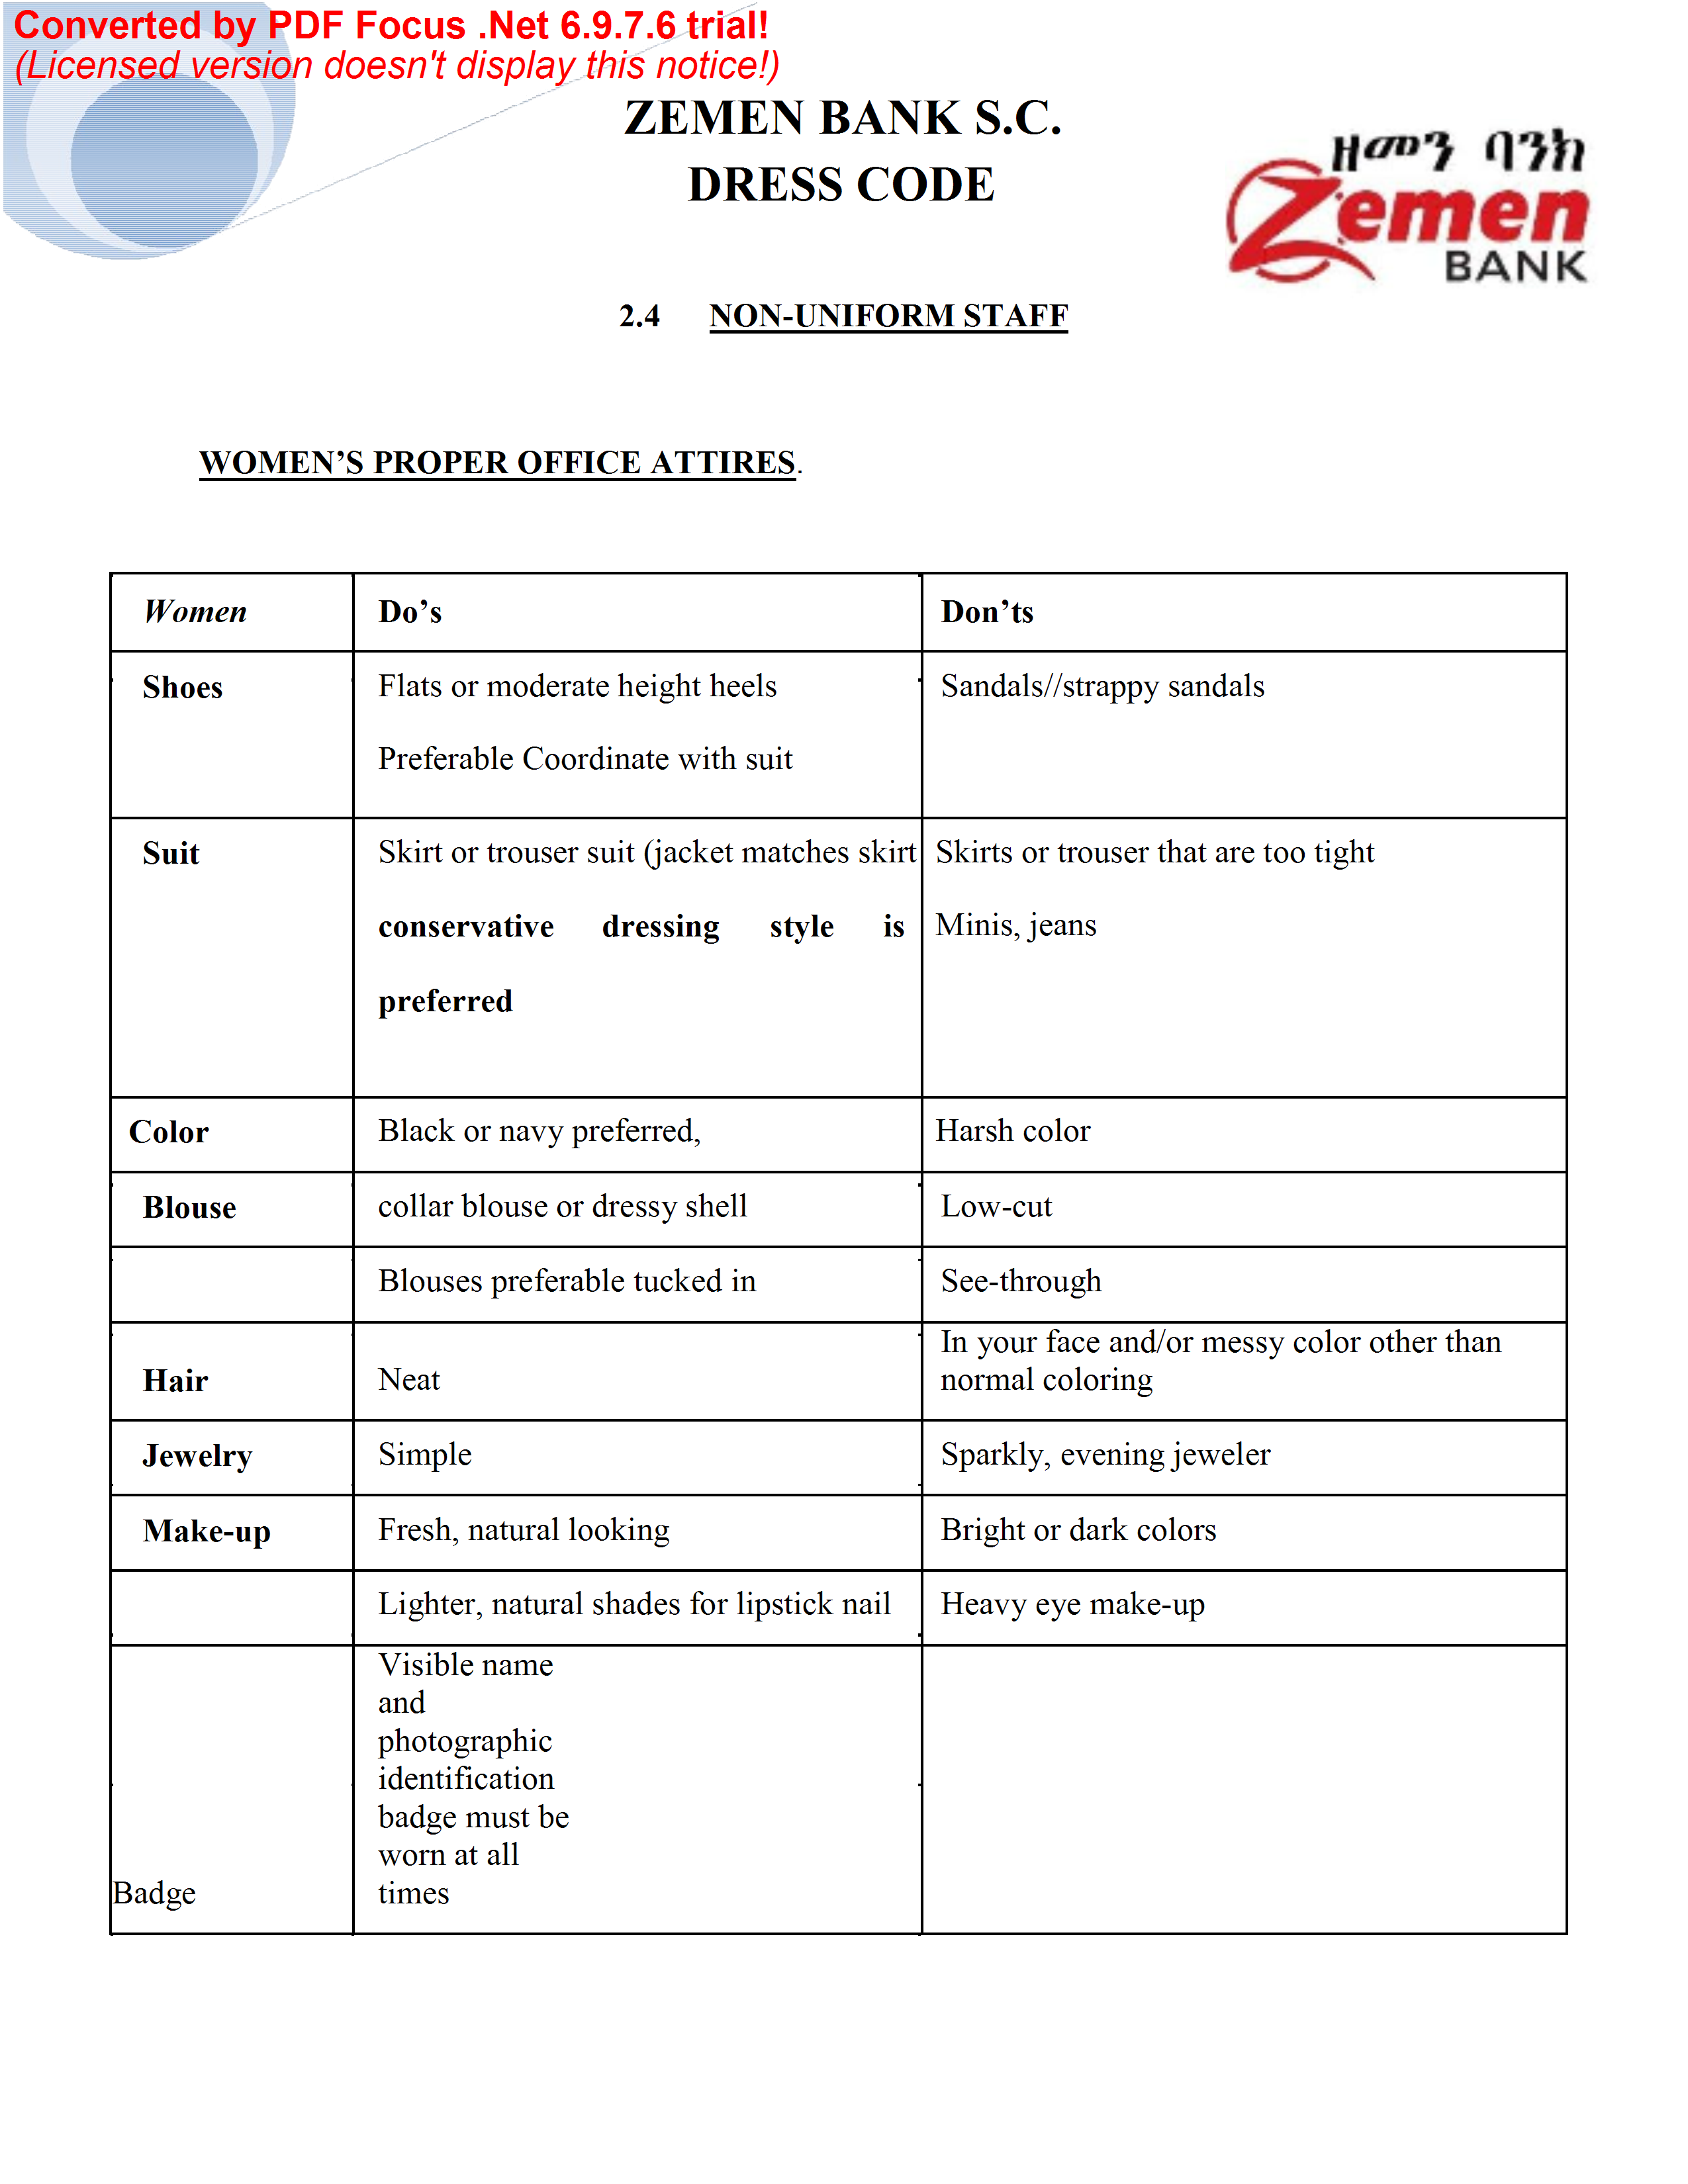 Converted by PDF Focus .Net 6.9.7.6 trial!
(Licensed version doesn't display this notice!)
ZEMEN BANK S.C.
DRESS CODE
ዘመን ባንክ
Zemen
BANK
2.4 NON-UNIFORM STAFF
WOMEN’S PROPER OFFICE ATTIRES.
Women Do’s Don’ts
Shoes Flats or moderate height heels Sandals//strappy sandals
Preferable Coordinate with suit
Suit Skirt or trouser suit (jacket matches skirt Skirts or trouser that are too tight
conservative dressing style is Minis, jeans
preferred
Color Black or navy preferred, Harsh color
Blouse collar blouse or dressy shell Low-cut
Blouses preferable tucked in See-through
In your face and/or messy color other than
Hair Neat normal coloring
Jewelry Simple Sparkly, evening jeweler
Make-up Fresh, natural looking Bright or dark colors
Lighter, natural shades for lipstick nail Heavy eye make-up
Visible name
and
photographic
identification
badge must be
worn at all
Badge times